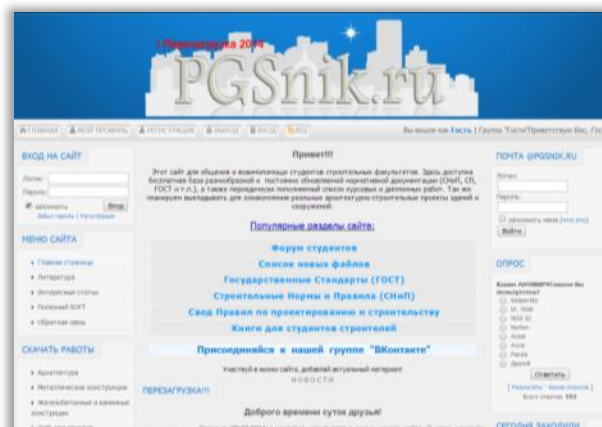 ! Перезагрузка 2014
PGSnik.ru
ГЛАВНАЯ МОЙ ПРОФИЛЬ РЕГИСТРАЦИЯ ВЫХОД ВХОД RSS
Вы вошли как Гость | Группа "Гости"Приветствую Вас,
ВХОД НА САЙТ
Логин:
Пароль:
запомнить Вход
Забыл пароль | Регистрация
МЕНЮ САЙТА
Главная страница
Литература
Интересные статьи
Полезный SOFT
Обратная связь
СКАЧАТЬ РАБОТЫ
Архитектура
Металлические конструкции
Железобетонные и каменные
конструкции
Привет!!!
Этот сайт для общения и взаимопомощи студентов строительных факультетов. Здесь доступна
бесплатная база разнообразной и постоянно обновляемой нормативной документации (СНиП, СП,
ГОСТ и т.п.), а также периодически пополняемый список курсовых и дипломных работ. Так же
планируем выкладывать для ознакомления реальные архитектурно-строительные проекты зданий и
сооружений.
Популярные разделы сайта:
Форум студентов
Список новых файлов
Государственные Стандарты (ГОСТ)
Строительные Нормы и Правила (СНиП)
Свод Правил по проектированию и строительству
Книги для студентов строителей
Присоединяйся к нашей группе "ВКонтакте"
Участвуй в жизни сайта, добавляй актуальный материал!
НОВОСТИ
ПЕРЕЗАГРУЗКА!!!
Доброго времени суток друзья!
ПОЧТА @PGSNIK.RU
Логин:
Пароль:
запомнить меня (что это)
Войти
ОПРОС
Каким АНТИВИРУСником Вы
пользуетесь?
Kaspersky
Dr. Web
NOD 32
Norton
Avast
Avira
Panda
Другой
Ответить
[ Результаты · Архив опросов ]
Всего ответов: 593
СЕГОДНЯ ЗАХОДИЛИ